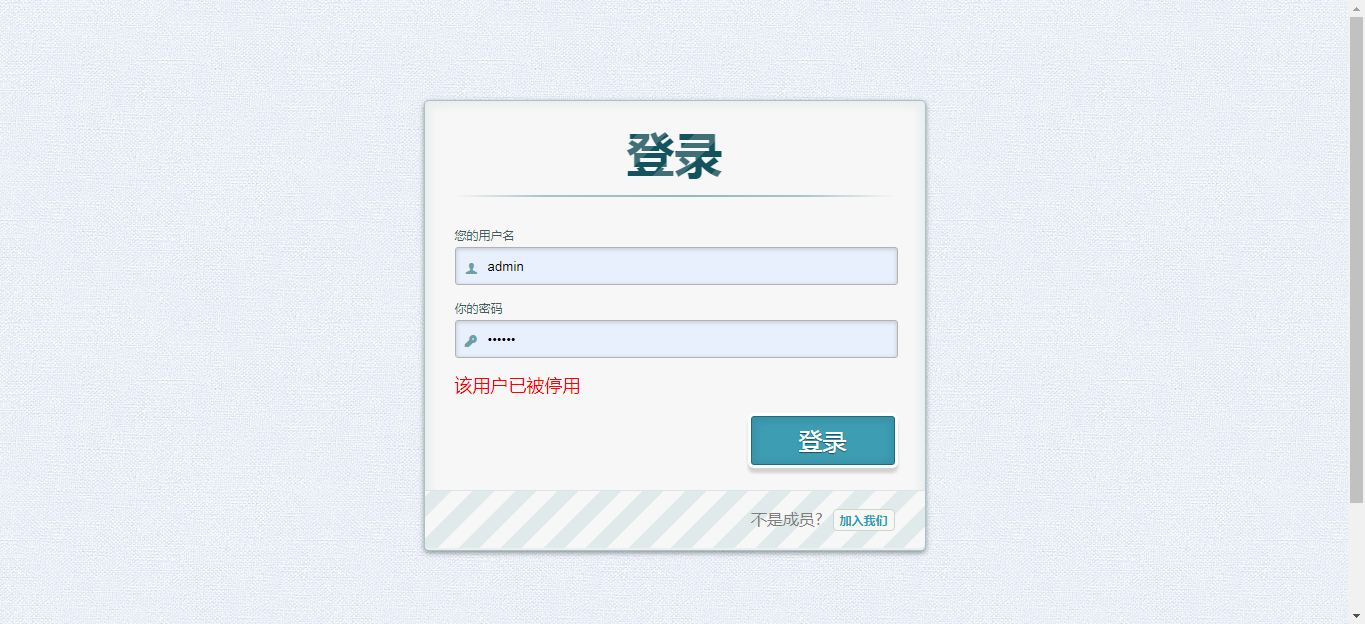 登录
您的用户名
admin
你的密码
••••••
该用户已被停用
登录
不是成员? 加入我们